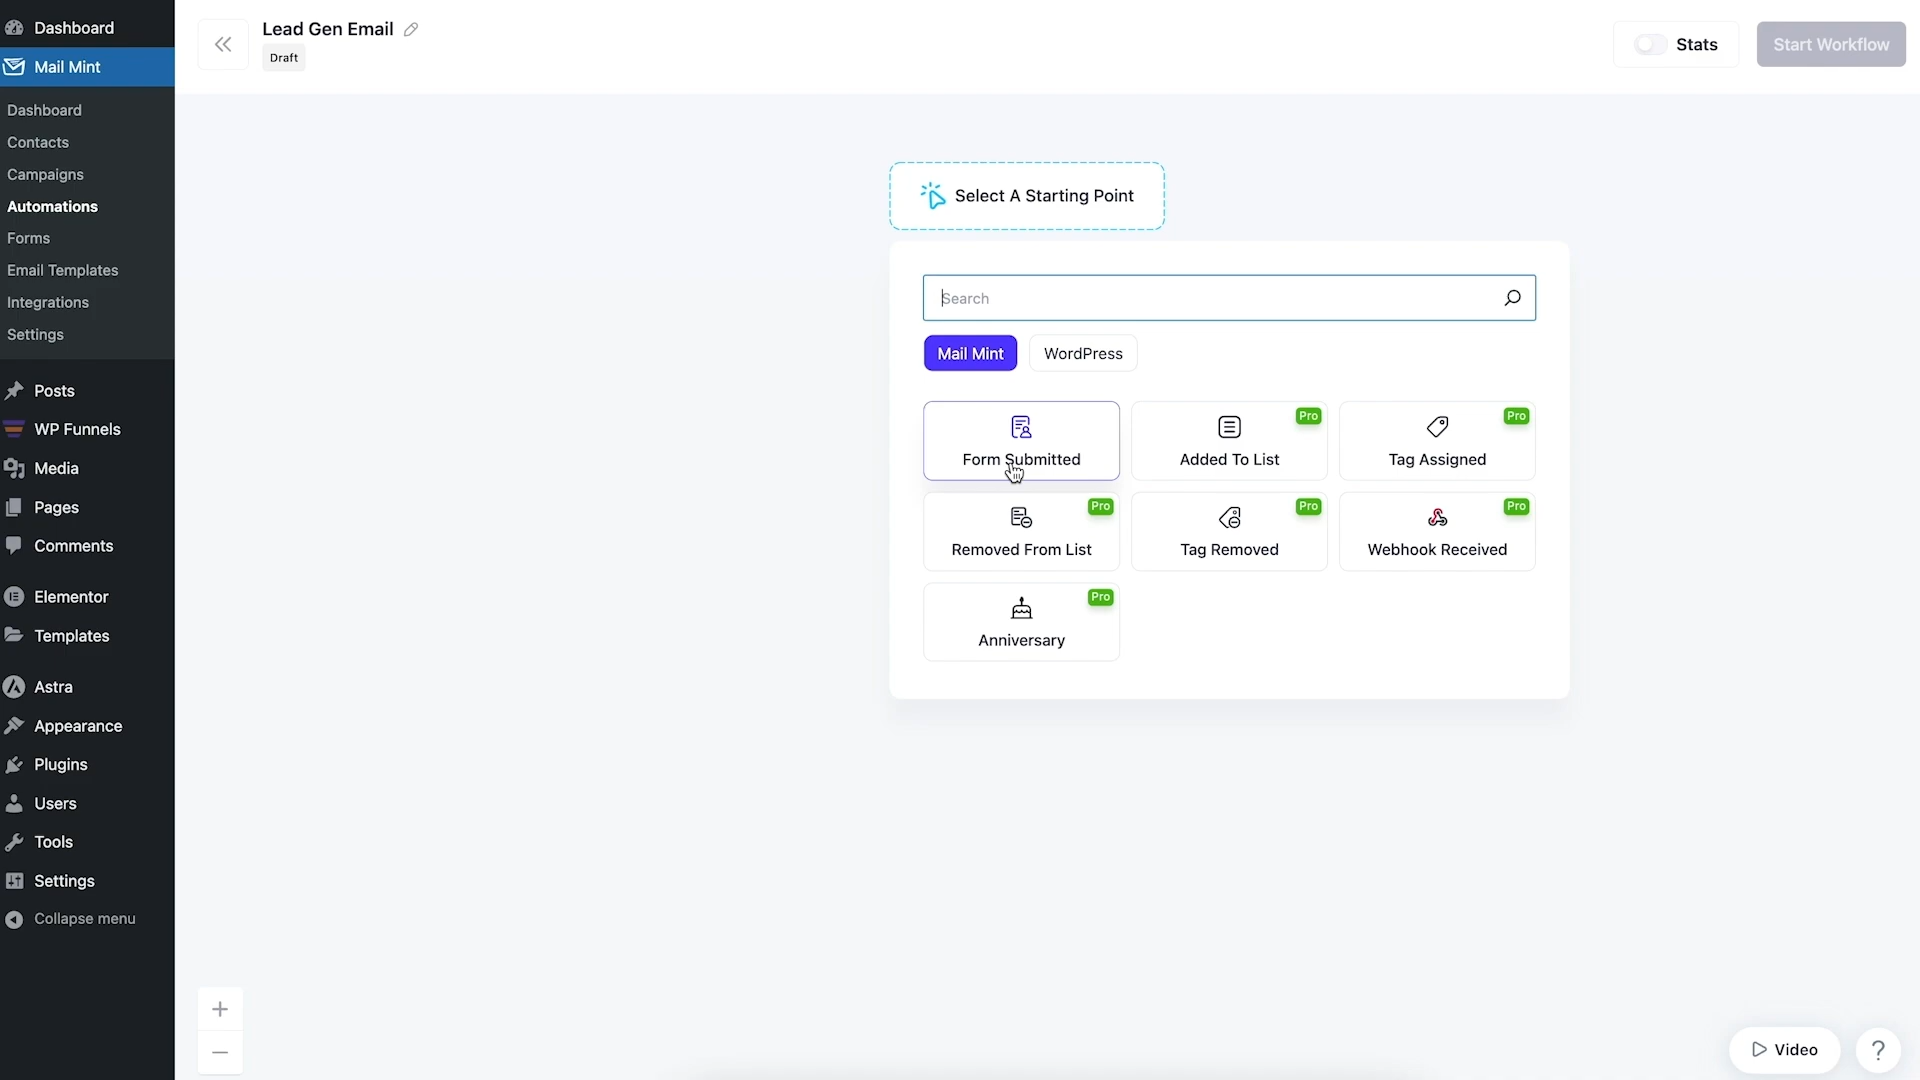 Dashboard
Mail Mint
Dashboard
Contacts
Campaigns
Automations
Forms
Email Templates
Integrations
Settings
Posts
WP Funnels
Media
Pages
Comments
Elementor
Templates
Astra
Appearance
Plugins
Users
Tools
Settings
Collapse menu
Lead Gen Email
Draft
Stats
Start Workflow
Select A Starting Point
Search
Mail Mint WordPress
Form Submitted
Pro
Added To List
Pro
Tag Assigned
Pro
Removed From List
Pro
Tag Removed
Pro
Webhook Received
Pro
Anniversary
Video
?